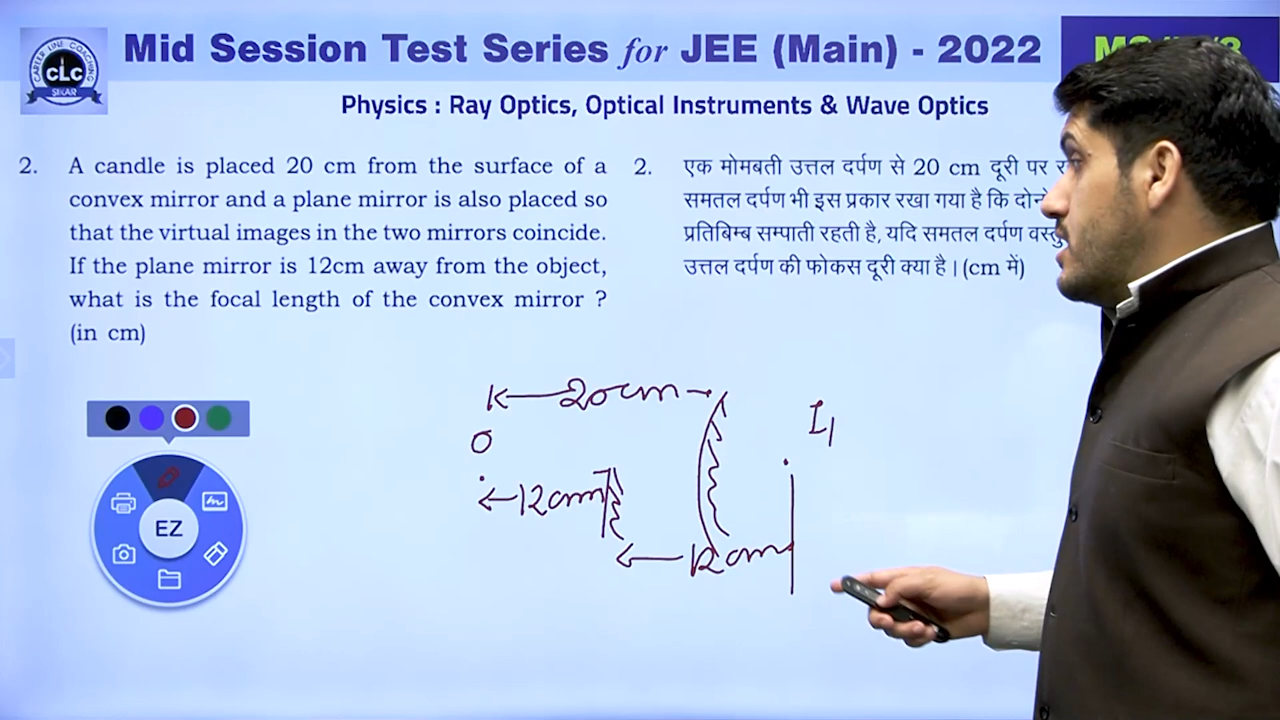 CAREER LINE COACHING
CLC
SIKAR
Mid Session Test Series for JEE (Main) - 2022
Physics : Ray Optics, Optical Instruments & Wave Optics
2. A candle is placed 20 cm from the surface of a
convex mirror and a plane mirror is also placed so
that the virtual images in the two mirrors coincide.
If the plane mirror is 12cm away from the object,
what is the focal length of the convex mirror ?
(in cm)
2. एक मोमबती उत्तल दर्पण से 20 cm दूरी पर
समतल दर्पण भी इस प्रकार रखा गया है कि
प्रतिबिम्ब सम्पाती रहती है, यदि समतल दर्पण
उत्तल दर्पण की फोकस दूरी क्या है। (cm में)
20cm
O
I1
12cm
12cm
EZ